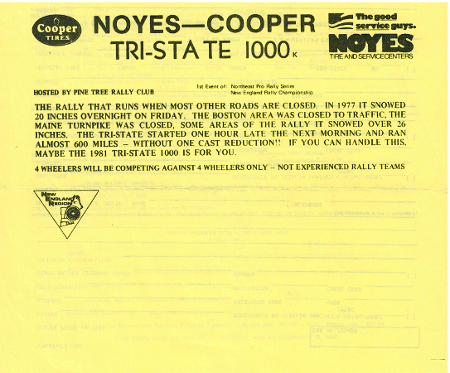 Cooper
TIRES
NOYES—COOPER
TRI-STATE 1000K
The good
service guys.
NOYES
TIRE AND SERVICE CENTERS
HOSTED BY PINE TREE RALLY CLUB
1st Event of: Northeast Pro Rally Series
New England Rally Championship
THE RALLY THAT RUNS WHEN MOST OTHER ROADS ARE CLOSED. IN 1977 IT SNOWED
20 INCHES OVERNIGHT ON FRIDAY. THE BOSTON AREA WAS CLOSED TO TRAFFIC, THE
MAINE TURNPIKE WAS CLOSED, SOME AREAS OF THE RALLY IT SNOWED OVER 26
INCHES. THE TRI-STATE STARTED ONE HOUR LATE THE NEXT MORNING AND RAN
ALMOST 600 MILES – WITHOUT ONE CAST REDUCTION!! IF YOU CAN HANDLE THIS,
MAYBE THE 1981 TRI-STATE 1000 IS FOR YOU.
4 WHEELERS WILL BE COMPETING AGAINST 4 WHEELERS ONLY – NOT EXPERIENCED RALLY TEAMS
NEW
ENGLAND
REGION